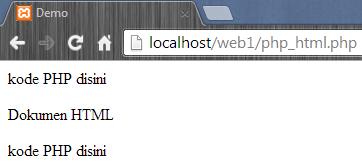 Demo
localhost/web1/php_html.php
kode PHP disini
Dokumen HTML
kode PHP disini